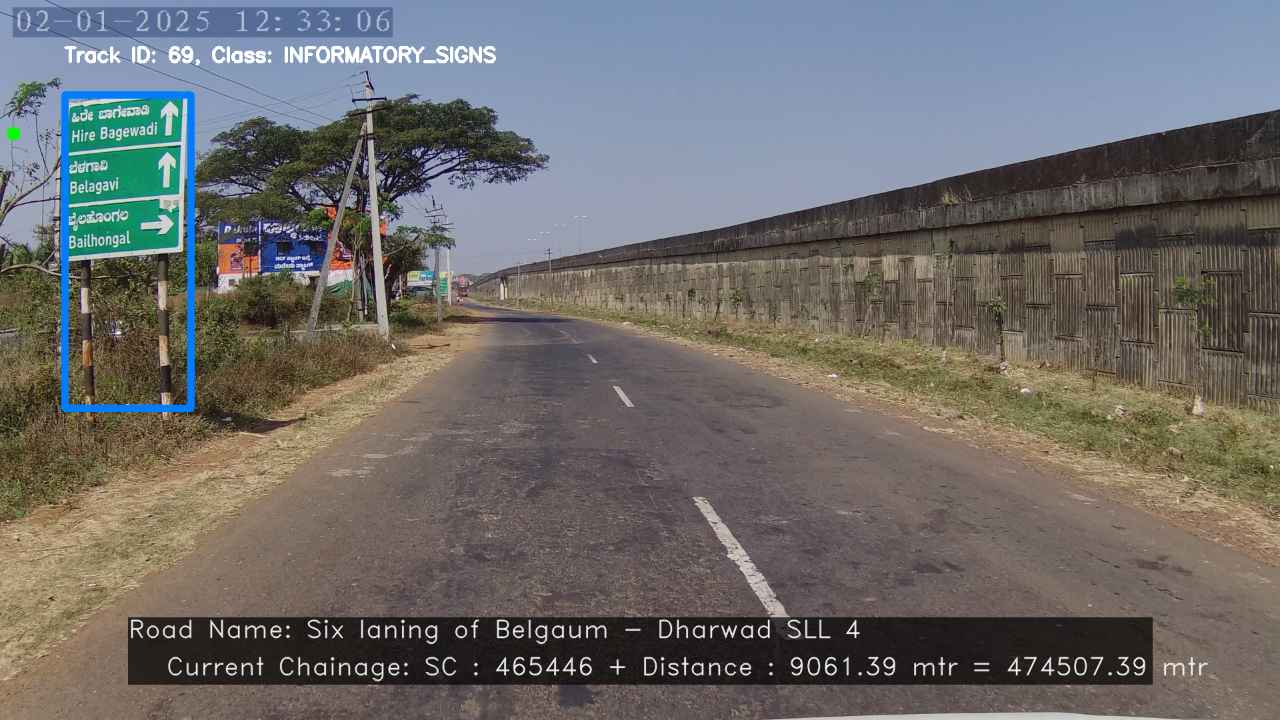 02-01-2025 12:33:06
Track ID: 69, Class: INFORMATORY_SIGNS
ಹಿರೇ ಬಾಗೇವಾಡಿ
Hire Bagewadi
ಬೆಳಗಾವಿ
Belagavi
ಬೈಲಹೊಂಗಲ
Bailhongal
Road Name: Six laning of Belgaum - Dharwad SLL 4
Current Chainage: SC : 465446 + Distance : 9061.39 mtr = 474507.39 mtr